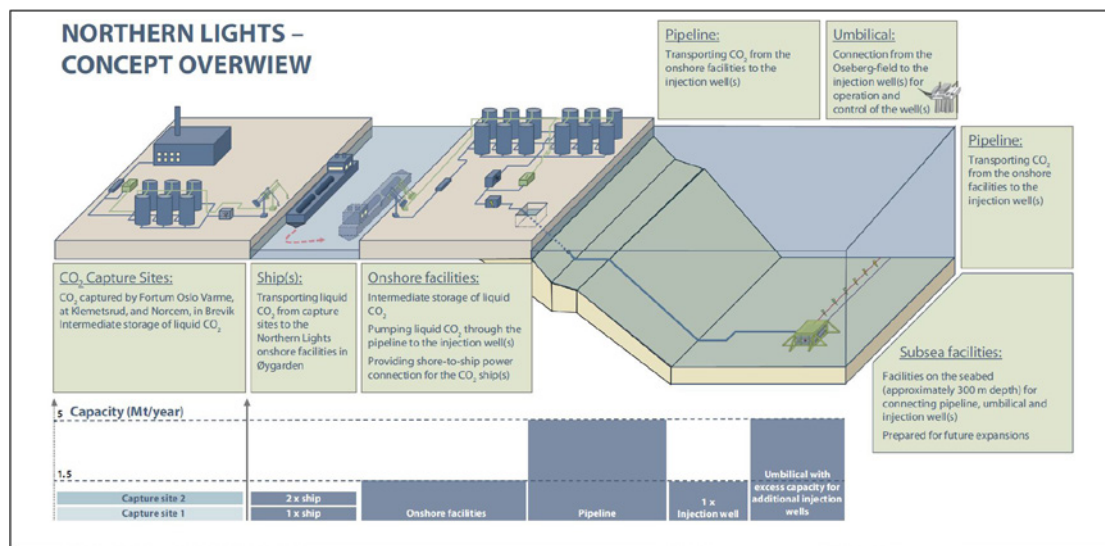 NORTHERN LIGHTS –
CONCEPT OVERWIEW
Pipeline:
Transporting CO₂ from the
onshore facilities to the
injection well(s)
Umbilical:
Connection from the
Oseberg-field to the
injection well(s) for
operation and
control of the well(s)
Pipeline:
Transporting CO₂
from the onshore
facilities to the
injection well(s)
CO₂ Capture Sites:
CO₂ captured by Fortum Oslo Varme,
at Klemetsrud, and Norcem, in Brevik
Intermediate storage of liquid CO₂
Ship(s):
Transporting liquid
CO₂ from capture
sites to the
Northern Lights
onshore facilities in
Øygarden
Onshore facilities:
Intermediate storage of liquid
CO₂
Pumping liquid CO₂ through the
pipeline to the injection well(s)
Providing shore-to-ship power
connection for the CO₂ ship(s)
Subsea facilities:
Facilities on the seabed
(approximately 300 m depth) for
connecting pipeline, umbilical and
injection well(s)
Prepared for future expansions
5
Capacity (Mt/year)
1.5
Capture site 2
Capture site 1
2 x ship
1 x ship
Onshore facilities
Pipeline
1 x
Injection well
Umbilical with
excess capacity for
additional injection
wells